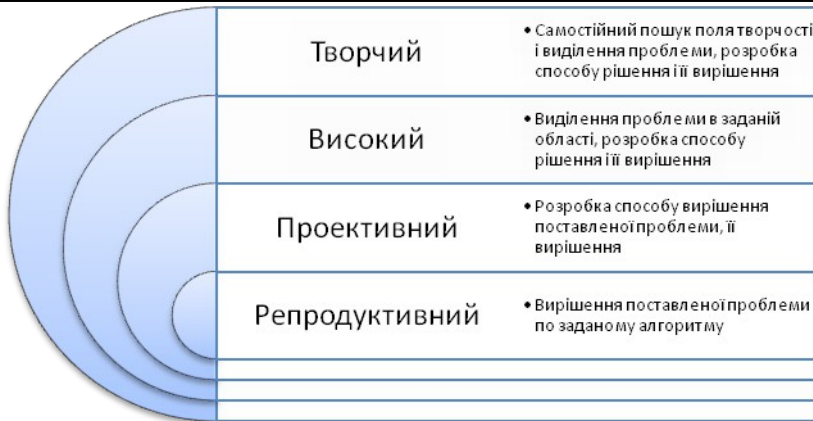 Творчий
• Самостійний пошук поля творчості
і виділення проблеми, розробка
способу рішення і її вирішення
Високий
• Виділення проблеми в заданій
області, розробка способу
рішення і її вирішення
Проективний
• Розробка способу вирішення
поставленої проблеми, її
вирішення
Репродуктивний
• Вирішення поставленої проблеми
по заданому алгоритму